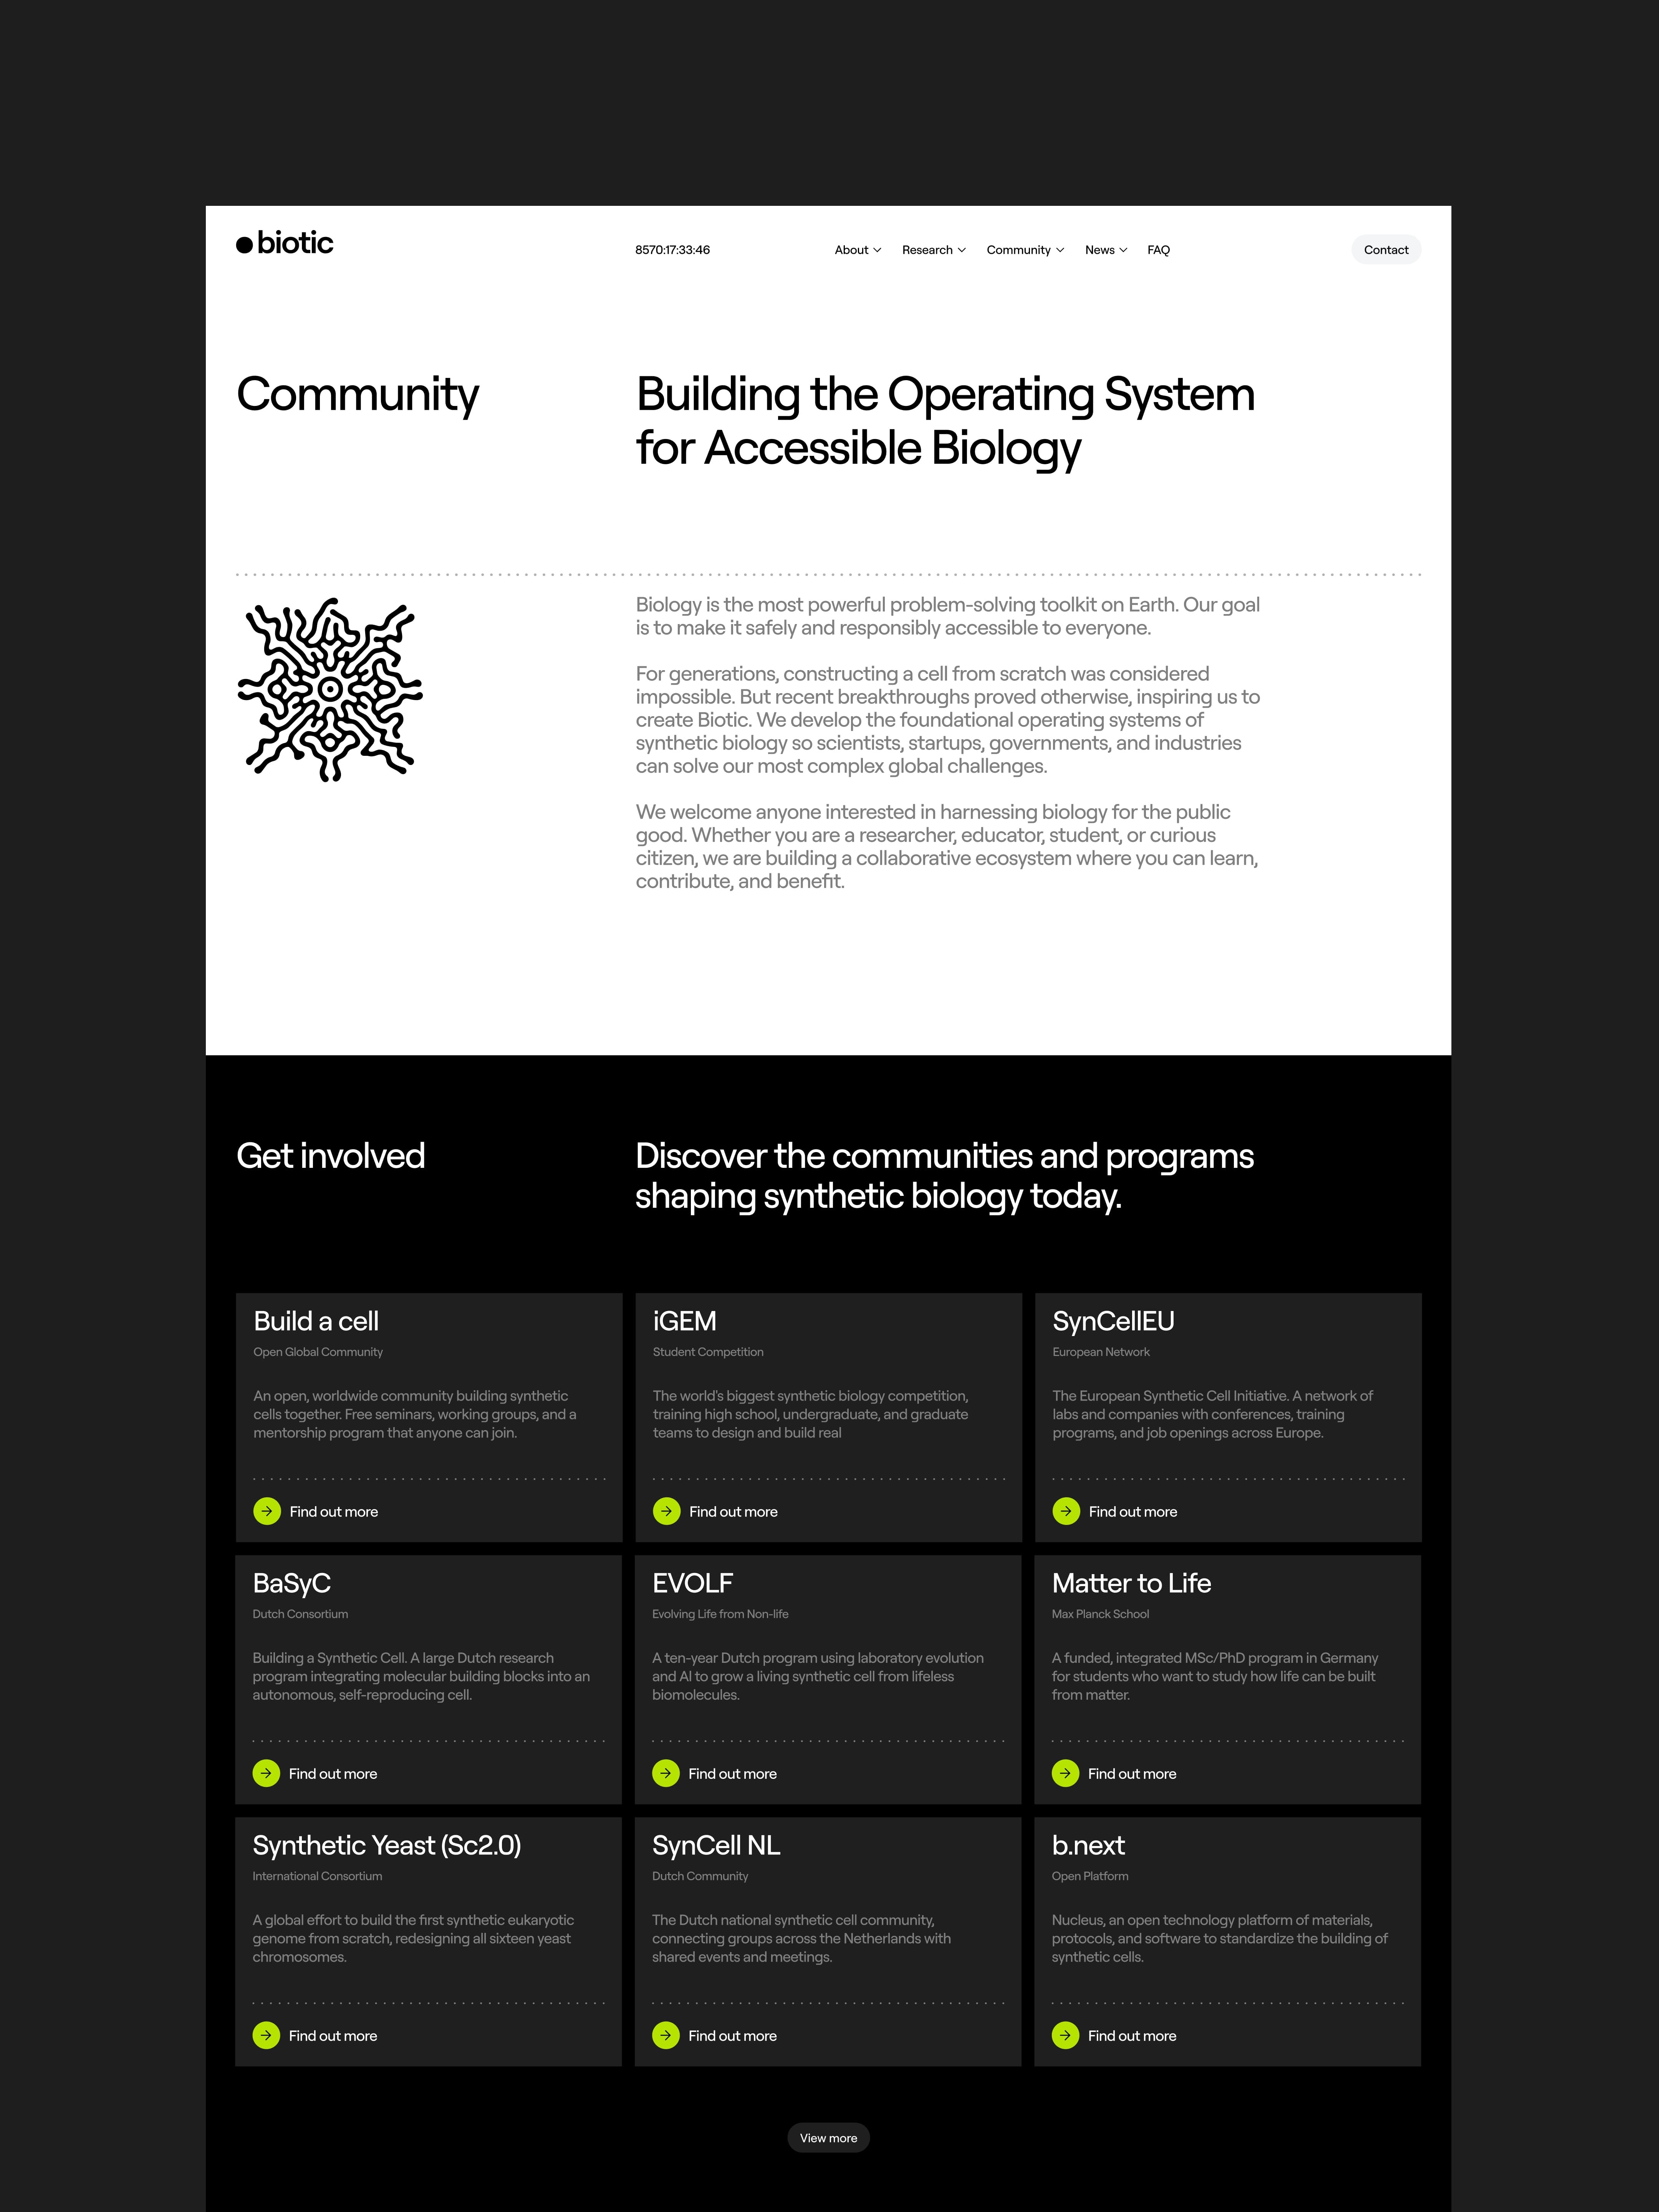 biotic
8570:17:33:46
About
Research
Community
News
FAQ
Contact
Community
Building the Operating System
for Accessible Biology
Biology is the most powerful problem-solving toolkit on Earth. Our goal
is to make it safely and responsibly accessible to everyone.
For generations, constructing a cell from scratch was considered
impossible. But recent breakthroughs proved otherwise, inspiring us to
create Biotic. We develop the foundational operating systems of
synthetic biology so scientists, startups, governments, and industries
can solve our most complex global challenges.
We welcome anyone interested in harnessing biology for the public
good. Whether you are a researcher, educator, student, or curious
citizen, we are building a collaborative ecosystem where you can learn,
contribute, and benefit.
Get involved
Discover the communities and programs
shaping synthetic biology today.
Build a cell
Open Global Community
An open, worldwide community building synthetic
cells together. Free seminars, working groups, and a
mentorship program that anyone can join.
Find out more
iGEM
Student Competition
The world's biggest synthetic biology competition,
training high school, undergraduate, and graduate
teams to design and build real
Find out more
SynCellEU
European Network
The European Synthetic Cell Initiative. A network of
labs and companies with conferences, training
programs, and job openings across Europe.
Find out more
BaSyC
Dutch Consortium
Building a Synthetic Cell. A large Dutch research
program integrating molecular building blocks into an
autonomous, self-reproducing cell.
Find out more
EVOLF
Evolving Life from Non-life
A ten-year Dutch program using laboratory evolution
and AI to grow a living synthetic cell from lifeless
biomolecules.
Find out more
Matter to Life
Max Planck School
A funded, integrated MSc/PhD program in Germany
for students who want to study how life can be built
from matter.
Find out more
Synthetic Yeast (Sc2.0)
International Consortium
A global effort to build the first synthetic eukaryotic
genome from scratch, redesigning all sixteen yeast
chromosomes.
Find out more
SynCell NL
Dutch Community
The Dutch national synthetic cell community,
connecting groups across the Netherlands with
shared events and meetings.
Find out more
b.next
Open Platform
Nucleus, an open technology platform of materials,
protocols, and software to standardize the building of
synthetic cells.
Find out more
View more